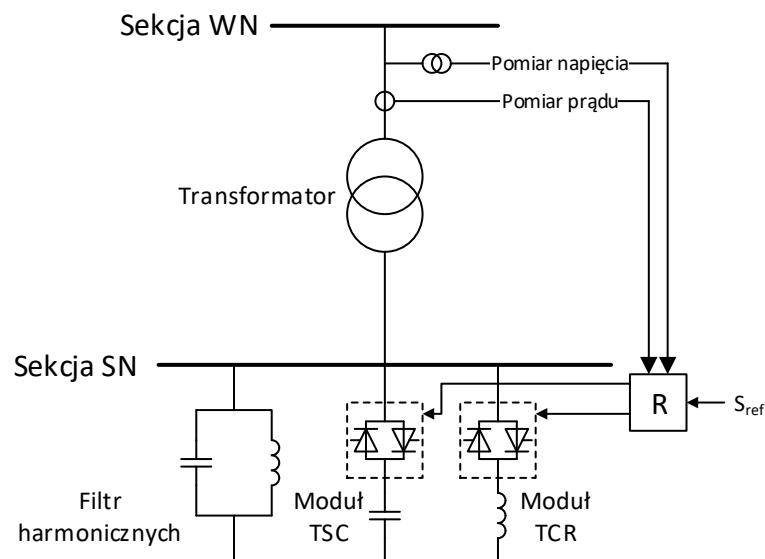 Sekcja WN
Pomiar napięcia
Pomiar prądu
Transformator
Sekcja SN
R
Sref
Filtr
harmonicznych
Moduł
TSC
Moduł
TCR